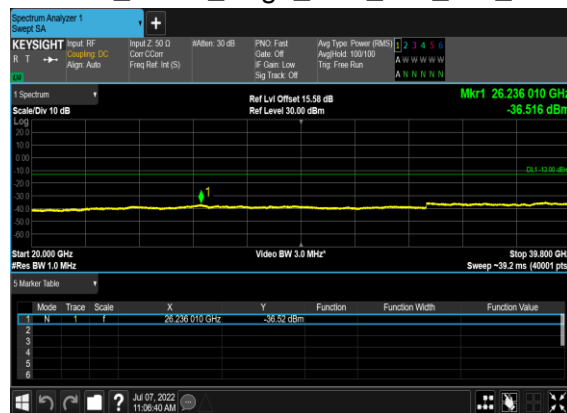 Spectrum Analyzer 1
Swept SA
+
KEYSIGHT Input: RF Input Z: 50 Ω #Atten: 30 dB PNO: Fast Avg Type: Power (RMS) 1 2 3 4 5 6
R T Coupling: DC Corr CCorr Gate: Off Avg|Hold: 100/100 A W W W W W
Align: Auto Freq Ref: Int (S) IF Gain: Low Trig: Free Run
Sig Track: Off A N N N N N
1 Spectrum Ref Lvl Offset 15.58 dB Mkr1 26.236 010 GHz
Scale/Div 10 dB Ref Level 30.00 dBm -36.516 dBm
Log
20.0
10.0
0.00
-10.0
DL1 -13.00 dBm
-20.0
-30.0
1
-40.0
-50.0
-60.0
Start 20.000 GHz Video BW 3.0 MHz* Stop 39.800 GHz
#Res BW 1.0 MHz Sweep ~39.2 ms (40001 pts)
5 Marker Table
Mode Trace Scale X Y Function Function Width Function Value
1 N 1 f 26.236 010 GHz -36.52 dBm
2
3
4
5
6
? Jul 07, 2022
11:06:40 AM